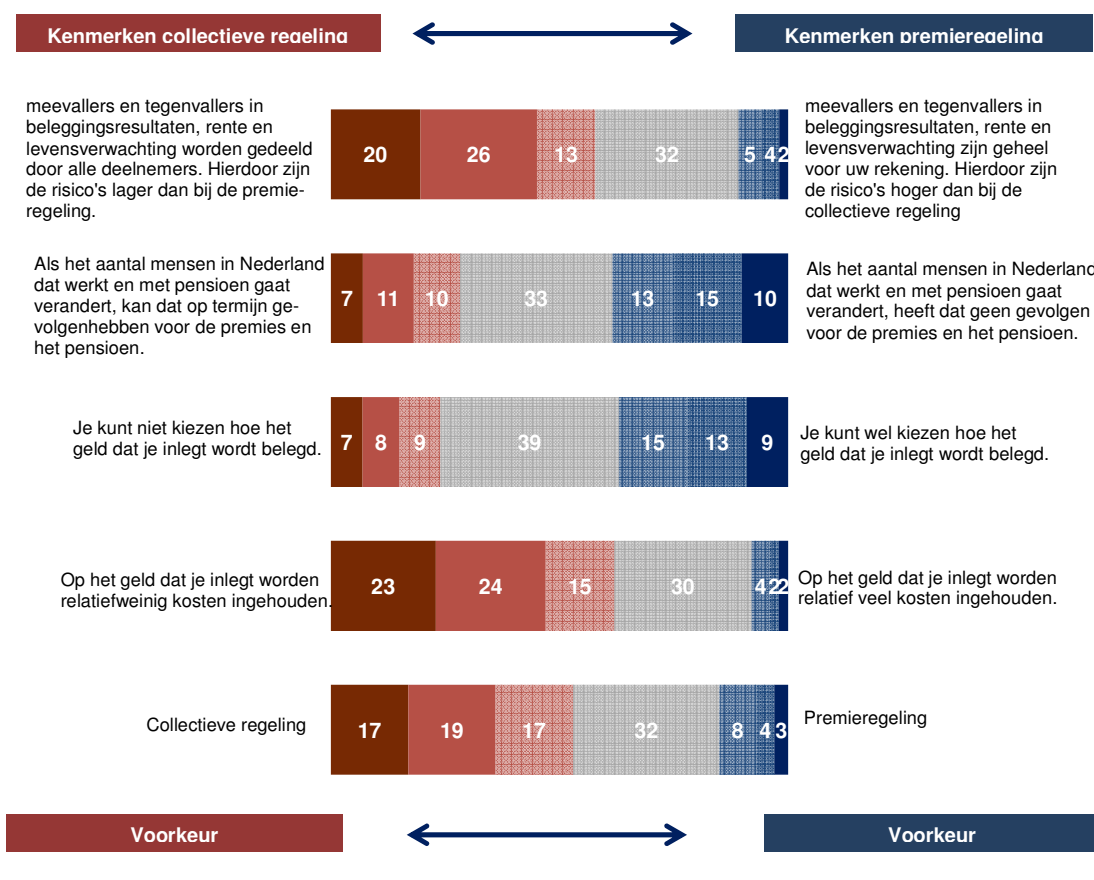 Kenmerken collectieve regeling
Kenmerken premieregeling
meevallers en tegenvallers in
beleggingsresultaten, rente en
levensverwachting worden gedeeld
door alle deelnemers. Hierdoor zijn
de risico's lager dan bij de premie-
regeling.
20 26 13 32 5 4 2
meevallers en tegenvallers in
beleggingsresultaten, rente en
levensverwachting zijn geheel
voor uw rekening. Hierdoor zijn
de risico's hoger dan bij de
collectieve regeling
Als het aantal mensen in Nederland
dat werkt en met pensioen gaat
verandert, kan dat op termijn ge-
volgenhebben voor de premies en
het pensioen.
7 11 10 33 13 15 10
Als het aantal mensen in Nederland
dat werkt en met pensioen gaat
verandert, heeft dat geen gevolgen
voor de premies en het pensioen.
Je kunt niet kiezen hoe het
geld dat je inlegt wordt belegd.
7 8 9 39 15 13 9
Je kunt wel kiezen hoe het
geld dat je inlegt wordt belegd.
Op het geld dat je inlegt worden
relatiefweinig kosten ingehouden.
23 24 15 30 4 2 2
Op het geld dat je inlegt worden
relatief veel kosten ingehouden.
Collectieve regeling
17 19 17 32 8 4 3
Premieregeling
Voorkeur
Voorkeur